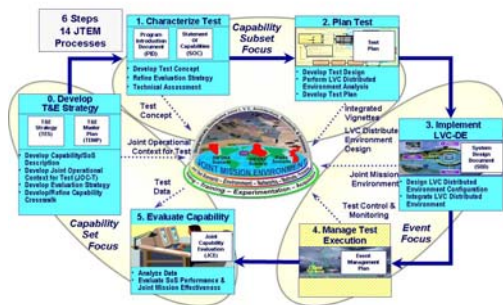 6 Steps
14 JTEM
Processes
1. Characterize Test
Program
Introduction
Document
(PID)
Statement
of
Capabilities
(SOC)
• Develop Test Concept
• Refine Evaluation Strategy
• Technical Assessment
Capability
Subset
Focus
2. Plan Test
Test
Plan
• Develop Test Design
• Perform LVC Distributed
Environment Analysis
• Develop Test Plan
0. Develop
T&E Strategy
T&E
Strategy
(TES)
T&E
Master
Plan
(TEMP)
• Develop Capability/SoS
Description
• Develop Joint Operational
Context for Test (JOC-T)
• Develop Evaluation Strategy
• Develop/Refine Capability
Crosswalk
Capability
Set
Focus
Test
Concept
Joint Operational
Context for Test
Test
Data
JOINT MISSION ENVIRONMENT
Training - Experimentation
Integrated
Vignettes
LVC Distributed
Environment
Design
Joint Mission
Environment
Test Control &
Monitoring
3. Implement
LVC-DE
System
Design
Document
(SDD)
• Design LVC Distributed
Environment Configuration
• Integrate LVC Distributed
Environment
Event
Focus
4. Manage Test
Execution
Event
Management
Plan
5. Evaluate Capability
Joint
Capability
Evaluation
(JCE)
• Analyze Data
• Evaluate SoS Performance &
Joint Mission Effectiveness